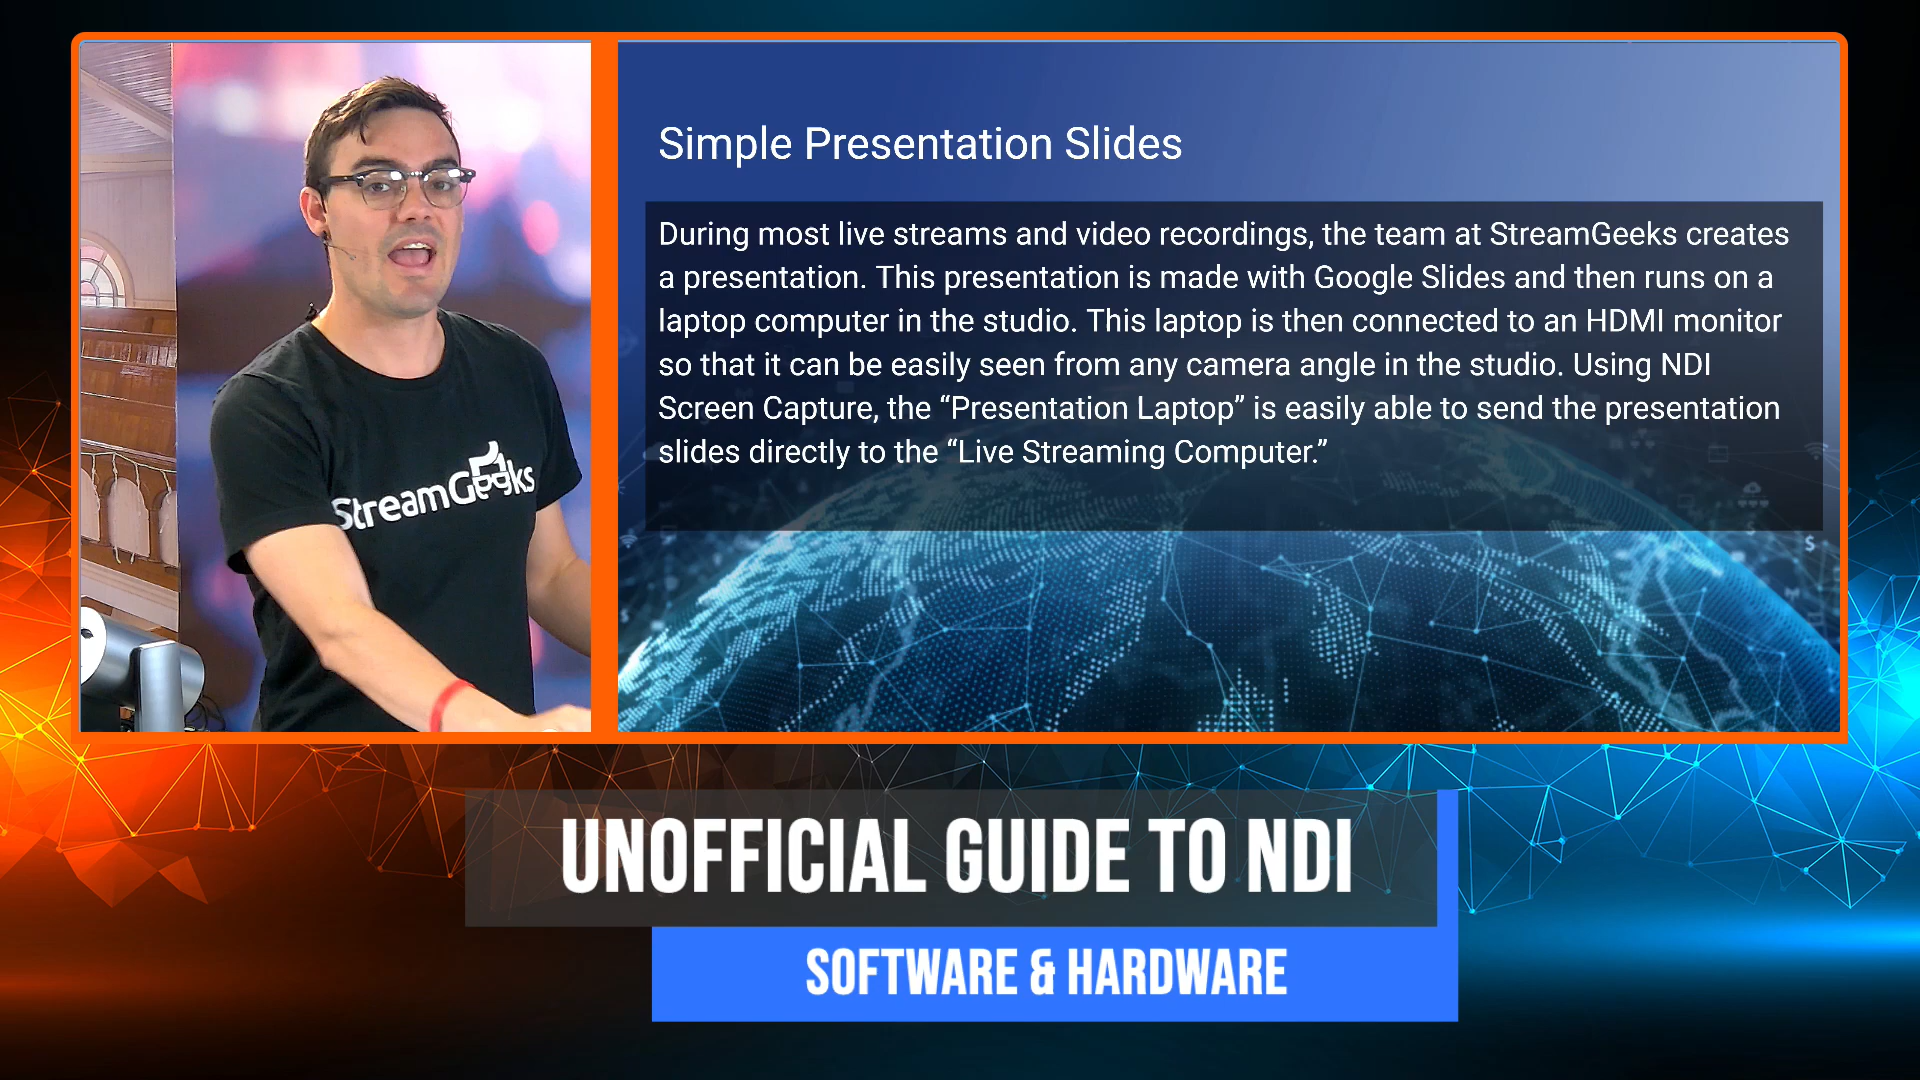 Simple Presentation Slides
During most live streams and video recordings, the team at StreamGeeks creates
a presentation. This presentation is made with Google Slides and then runs on a
laptop computer in the studio. This laptop is then connected to an HDMI monitor
so that it can be easily seen from any camera angle in the studio. Using NDI
Screen Capture, the “Presentation Laptop” is easily able to send the presentation
slides directly to the “Live Streaming Computer.”
StreamGeeks
$
UNOFFICIAL GUIDE TO NDI
SOFTWARE & HARDWARE